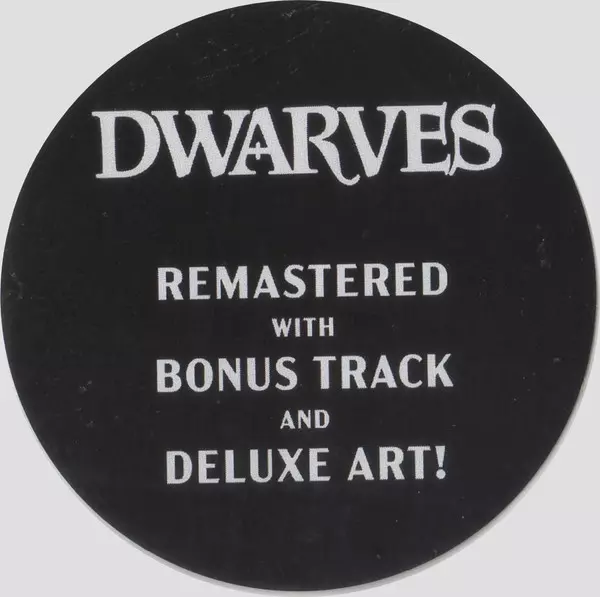 DWARVES
REMASTERED
WITH
BONUS TRACK
AND
DELUXE ART!